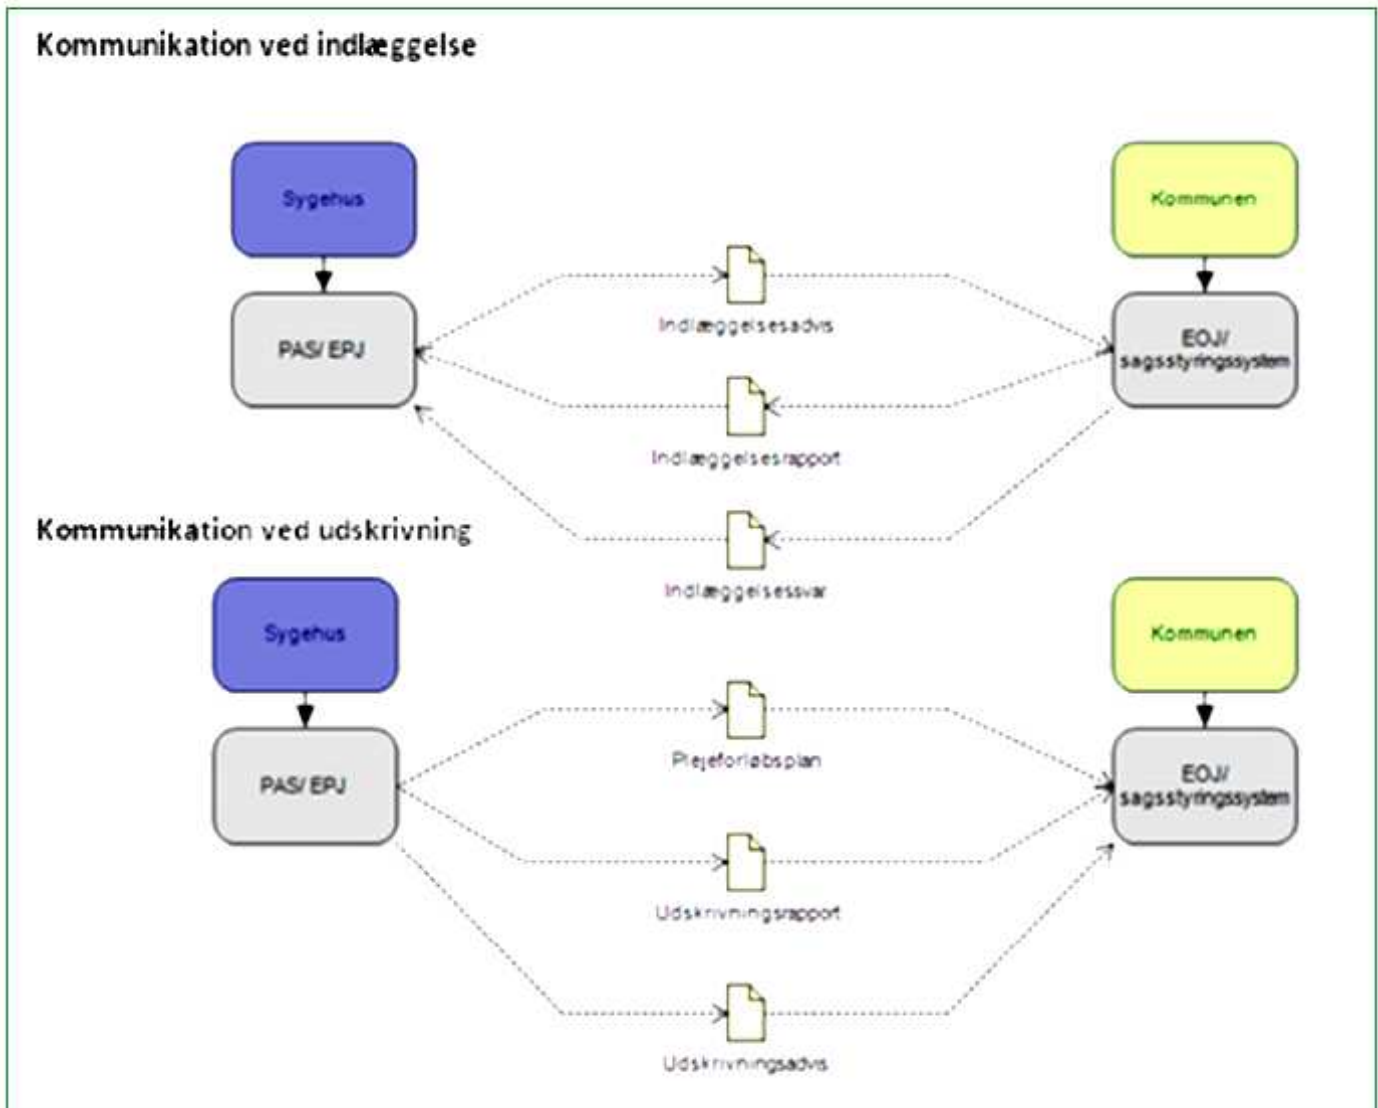 Kommunikation ved indlæggelse
Sygehus
Kommunen
PAS/ EPJ
EOJ/
sagsstyringssystem
Indlæggelsesadvis
Indlæggelsesrapport
Indlæggelsessvar
Kommunikation ved udskrivning
Sygehus
Kommunen
PAS/ EPJ
EOJ/
sagsstyringssystem
Plejeforløbsplan
Udskrivningsrapport
Udskrivningsadvis